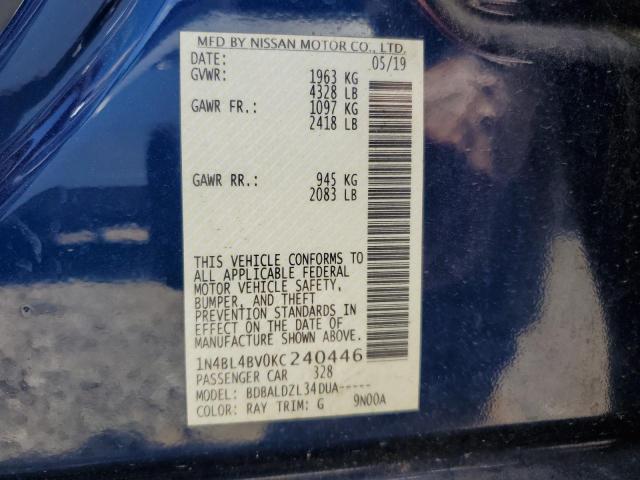 MFD BY NISSAN MOTOR CO., LTD.
DATE: 05/19
GVWR: 1963 KG
4328 LB
GAWR FR.: 1097 KG
2418 LB
GAWR RR.: 945 KG
2083 LB
THIS VEHICLE CONFORMS TO
ALL APPLICABLE FEDERAL
MOTOR VEHICLE SAFETY,
BUMPER, AND THEFT
PREVENTION STANDARDS IN
EFFECT ON THE DATE OF
MANUFACTURE SHOWN ABOVE.
1N4BL4BV0KC240446
PASSENGER CAR 328
MODEL: BDBALDZL34DUA-----
COLOR: RAY TRIM: G 9N00A